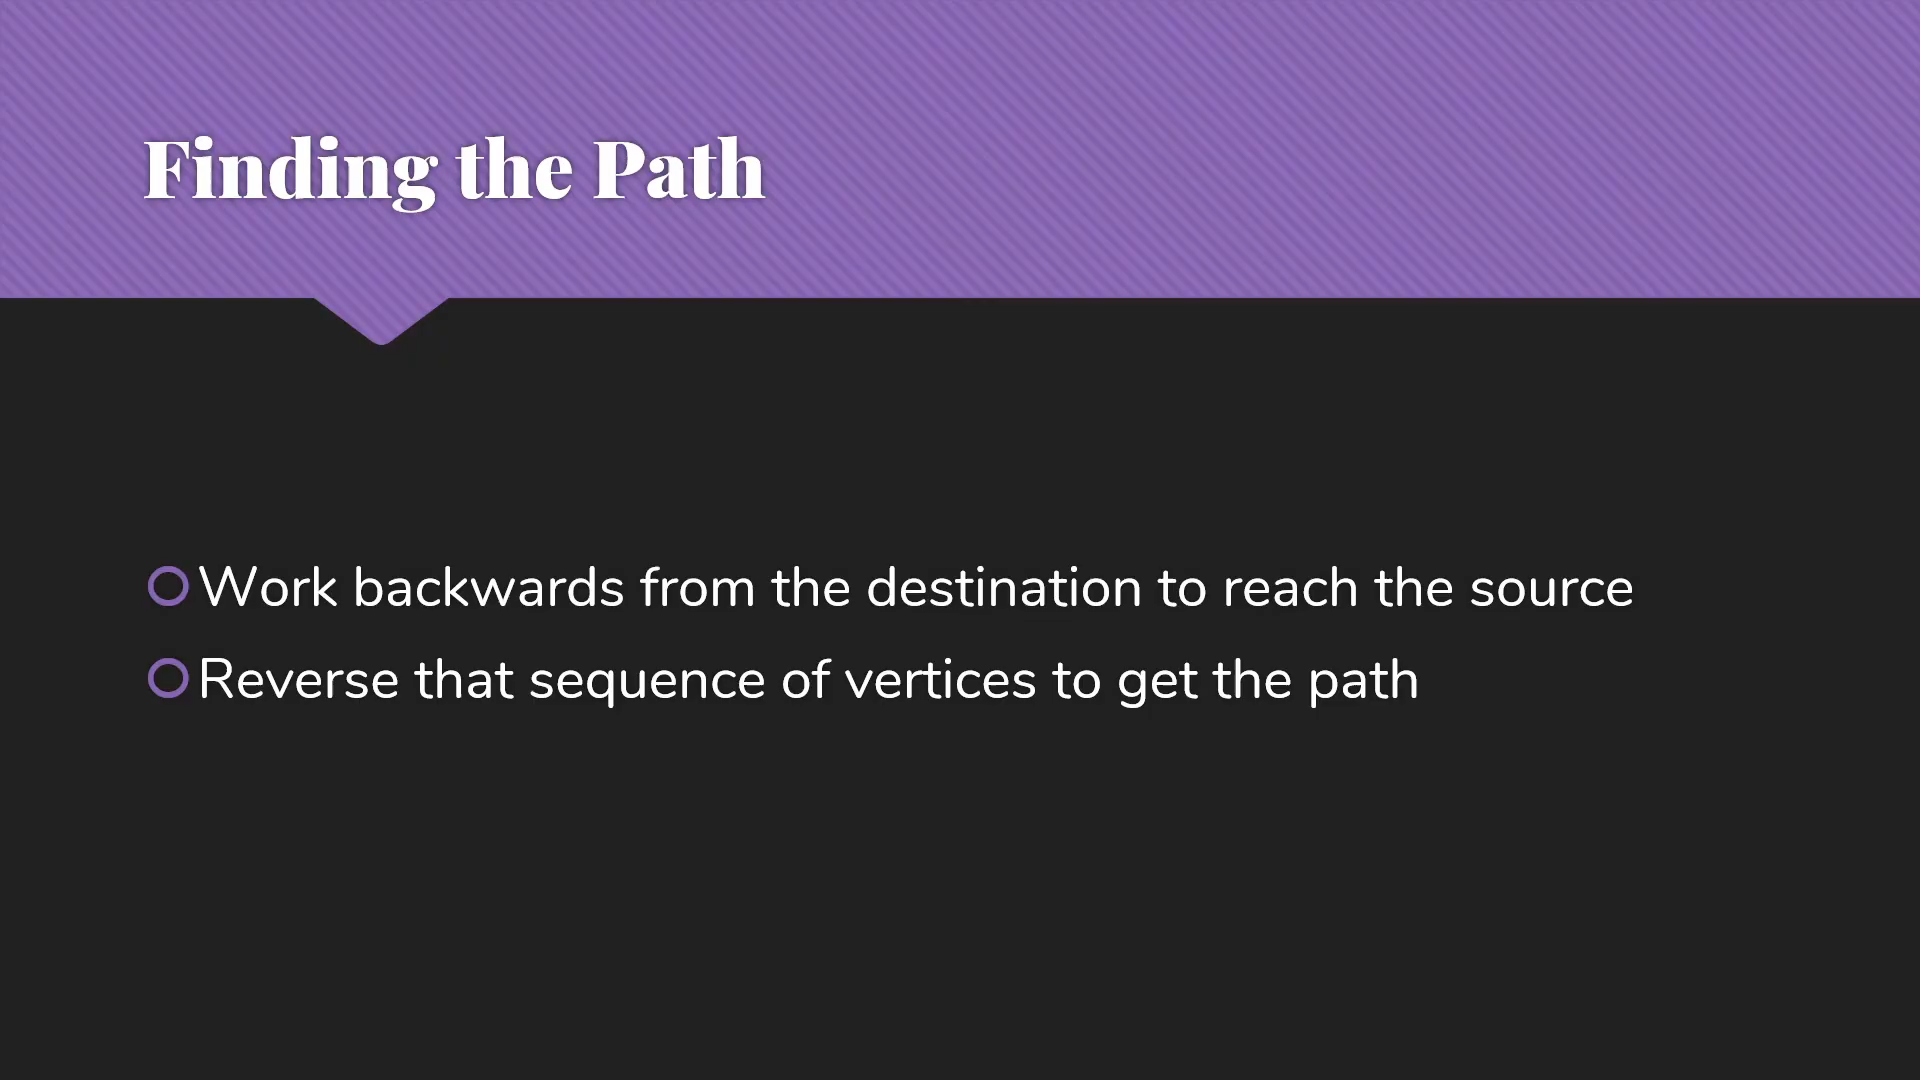 Finding the Path
Work backwards from the destination to reach the source
Reverse that sequence of vertices to get the path